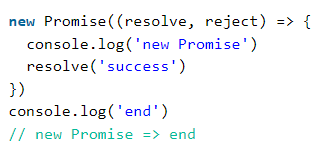 new Promise((resolve, reject) => {
  console.log('new Promise')
  resolve('success')
})
console.log('end')
// new Promise => end